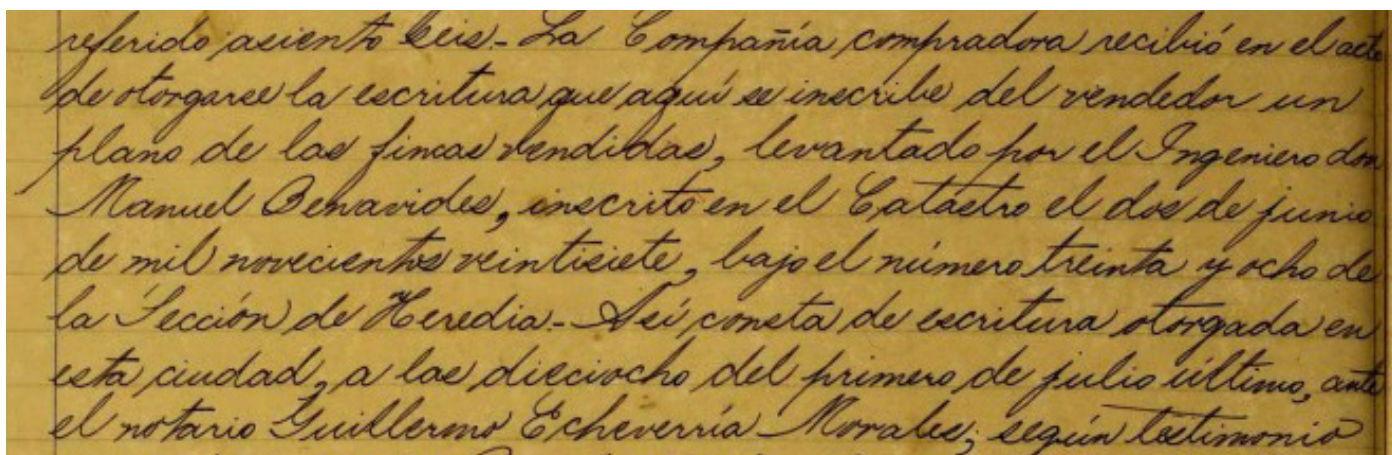 referido asiento seis - La Compañía compradora recibió en el acto
de otorgarse la escritura que aquí se inscribe del vendedor un
plano de las fincas vendidas, levantado por el Ingeniero don
Manuel Benavides, inscrito en el Catastro el dos de junio
de mil novecientos veintisiete, bajo el número treinta y ocho de
la Sección de Heredia - Así consta de escritura otorgada en
esta ciudad, a las dieciocho del primero de julio último, ante
el notario Guillermo Echeverría Morales; según testimonio